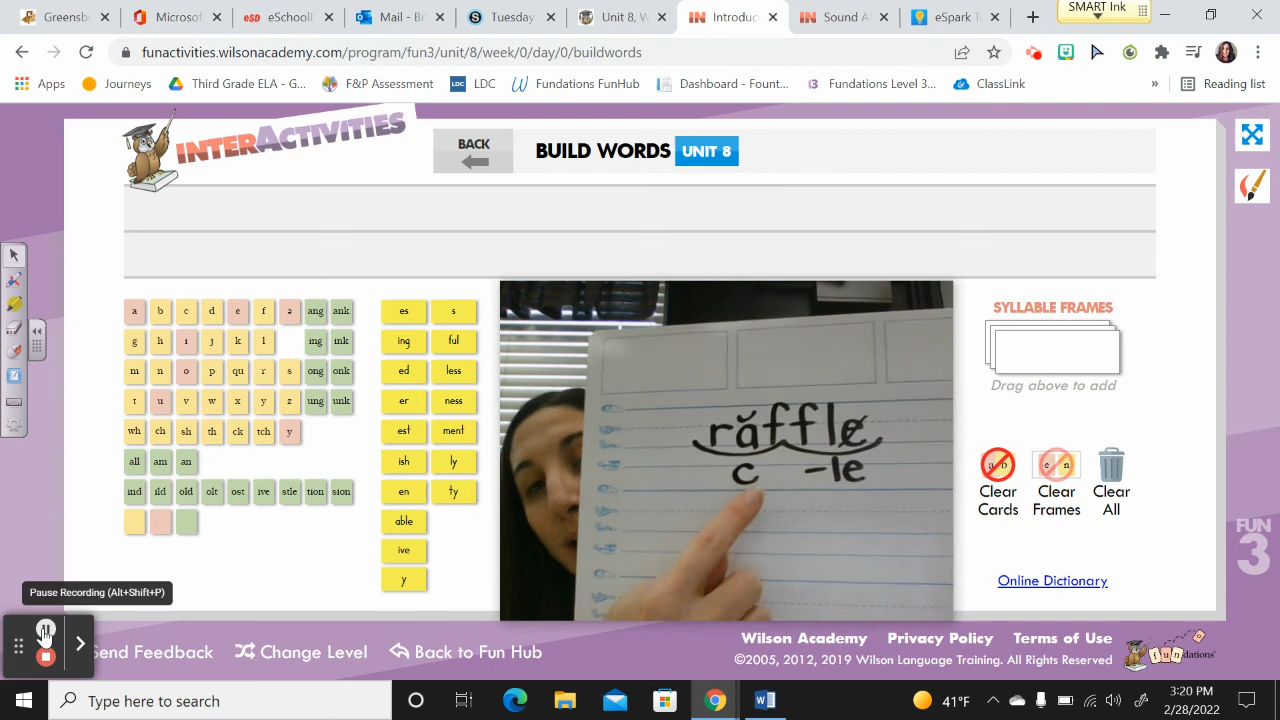 Greensb
Microsof
esD eSchoolD
Mail - Br
Tuesday
Unit 8, W
IN Introduc
IN Sound A
eSpark T
SMART Ink
funactivities.wilsonacademy.com/program/fun3/unit/8/week/0/day/0/buildwords
Apps Journeys Third Grade ELA - G... F&P Assessment LDC LDC Fundations FunHub Dashboard - Fount... Fundations Level 3... ClassLink » Reading list
INTERACTIVITIES
BACK
BUILD WORDS UNIT 8
a b c d e f ə ang ank
g h i j k l ing ink
m n o p qu r s ong onk
t u v w x y z ung unk
wh ch sh th ck tch y
all am an
ind ild old olt ost ive stle tion sion
es s
ing ful
ed less
er ness
est ment
ish ly
en ty
able
ive
y
răffle
c -le
SYLLABLE FRAMES
Drag above to add
a b
e n
Clear Cards
Clear Frames
Clear All
Online Dictionary
FUN
3
Pause Recording (Alt+Shift+P)
Send Feedback Change Level Back to Fun Hub
Wilson Academy Privacy Policy Terms of Use
©2005, 2012, 2019 Wilson Language Training. All Rights Reserved
fundations
Type here to search
41°F
3:20 PM
2/28/2022